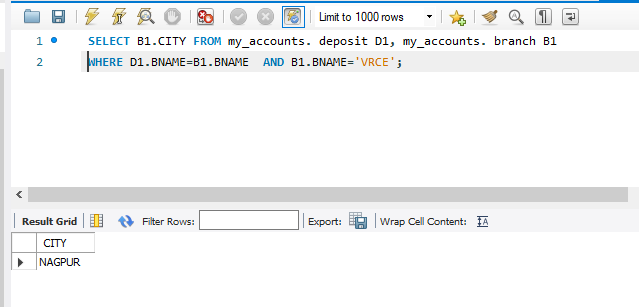 Limit to 1000 rows
1 SELECT B1.CITY FROM my_accounts. deposit D1, my_accounts. branch B1
2 WHERE D1.BNAME=B1.BNAME  AND B1.BNAME='VRCE';
Result Grid Filter Rows: Export: Wrap Cell Content:
CITY
NAGPUR